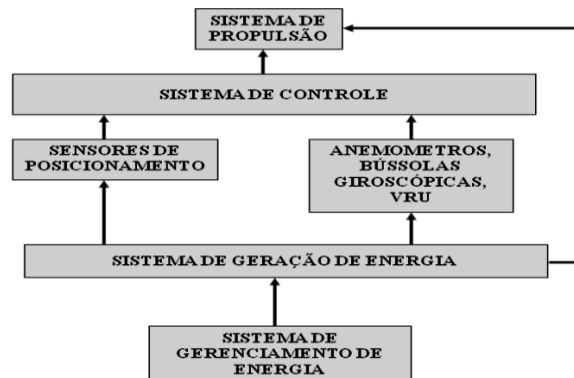 SISTEMA DE
PROPULSÃO
SISTEMA DE CONTROLE
SENSORES DE
POSICIONAMENTO
ANEMOMETROS,
BÚSSOLAS
GIROSCÓPICAS,
VRU
SISTEMA DE GERAÇÃO DE ENERGIA
SISTEMA DE
GERENCIAMENTO DE
ENERGIA